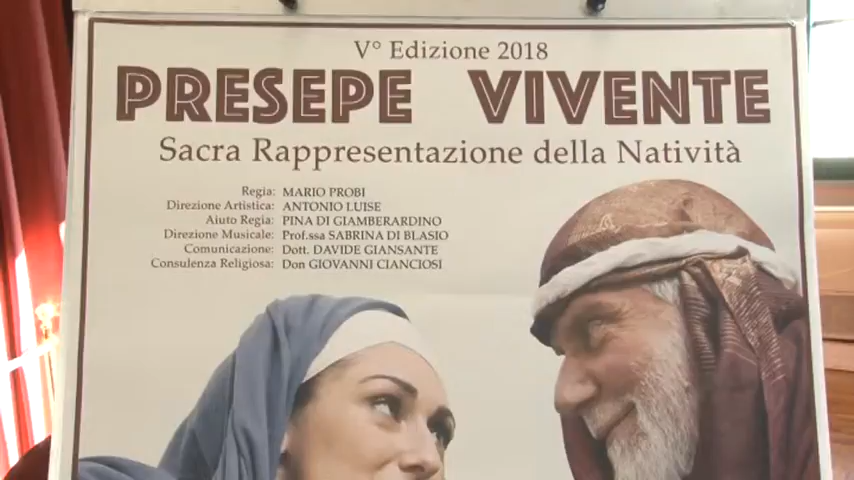 V° Edizione 2018
PRESEPE VIVENTE
Sacra Rappresentazione della Natività
Regia: MARIO PROBI
Direzione Artistica: ANTONIO LUISE
Aiuto Regia: PINA DI GIAMBERARDINO
Direzione Musicale: Prof.ssa SABRINA DI BLASIO
Comunicazione: Dott. DAVIDE GIANSANTE
Consulenza Religiosa: Don GIOVANNI CIANCIOSI